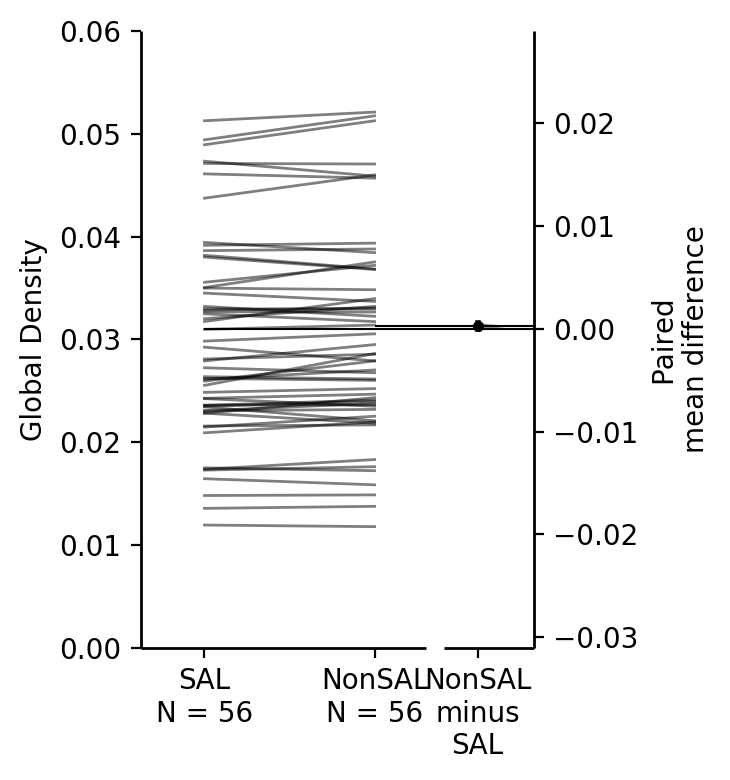 0.06
0.05
0.04
0.03
0.02
0.01
0.00
Global Density
SAL
N = 56
NonSAL
N = 56
NonSAL
minus
SAL
0.02
0.01
0.00
−0.01
−0.02
−0.03
Paired
mean difference